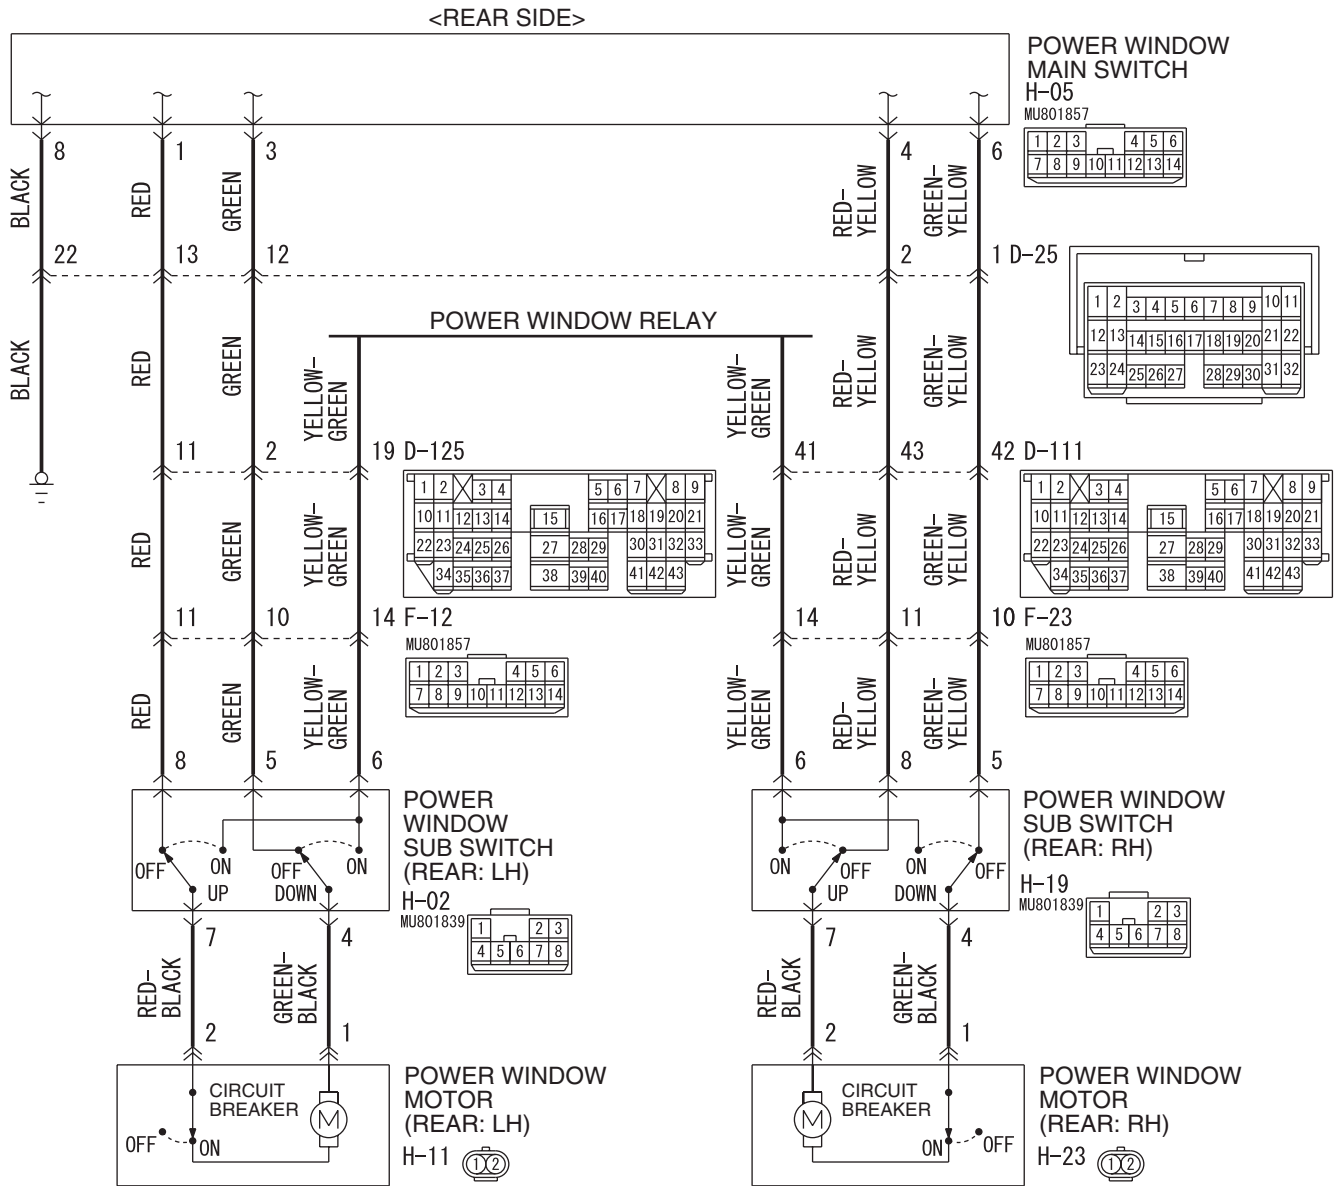 <REAR SIDE>
POWER WINDOW
MAIN SWITCH
H-05
MU801857
1 2 3 4 5 6
7 8 9 10 11 12 13 14
8 1 3 4 6
BLACK RED GREEN RED-YELLOW GREEN-YELLOW
22 13 12 2 1 D-25
1 2 3 4 5 6 7 8 9 10 11
12 13 14 15 16 17 18 19 20 21 22
23 24 25 26 27 28 29 30 31 32
POWER WINDOW RELAY
BLACK RED GREEN YELLOW-GREEN YELLOW-GREEN RED-YELLOW GREEN-YELLOW
11 2 19 D-125 41 43 42 D-111
1 2 3 4 5 6 7 8 9
10 11 12 13 14 15 16 17 18 19 20 21
22 23 24 25 26 27 28 29 30 31 32 33
34 35 36 37 38 39 40 41 42 43
1 2 3 4 5 6 7 8 9
10 11 12 13 14 15 16 17 18 19 20 21
22 23 24 25 26 27 28 29 30 31 32 33
34 35 36 37 38 39 40 41 42 43
RED GREEN YELLOW-GREEN YELLOW-GREEN RED-YELLOW GREEN-YELLOW
11 10 14 F-12 14 11 10 F-23
MU801857
1 2 3 4 5 6
7 8 9 10 11 12 13 14
MU801857
1 2 3 4 5 6
7 8 9 10 11 12 13 14
RED GREEN YELLOW-GREEN YELLOW-GREEN RED-YELLOW GREEN-YELLOW
8 5 6 6 8 5
POWER
WINDOW
SUB SWITCH
(REAR: LH)
H-02
MU801839
1 2 3
4 5 6 7 8
OFF ON OFF ON
UP DOWN
POWER WINDOW
SUB SWITCH
(REAR: RH)
H-19
MU801839
1 2 3
4 5 6 7 8
ON OFF ON OFF
UP DOWN
7 4 7 4
RED-BLACK GREEN-BLACK RED-BLACK GREEN-BLACK
2 1 2 1
CIRCUIT
BREAKER
M
OFF ON
POWER WINDOW
MOTOR
(REAR: LH)
H-11
1 2
M
CIRCUIT
BREAKER
ON OFF
POWER WINDOW
MOTOR
(REAR: RH)
H-23
1 2